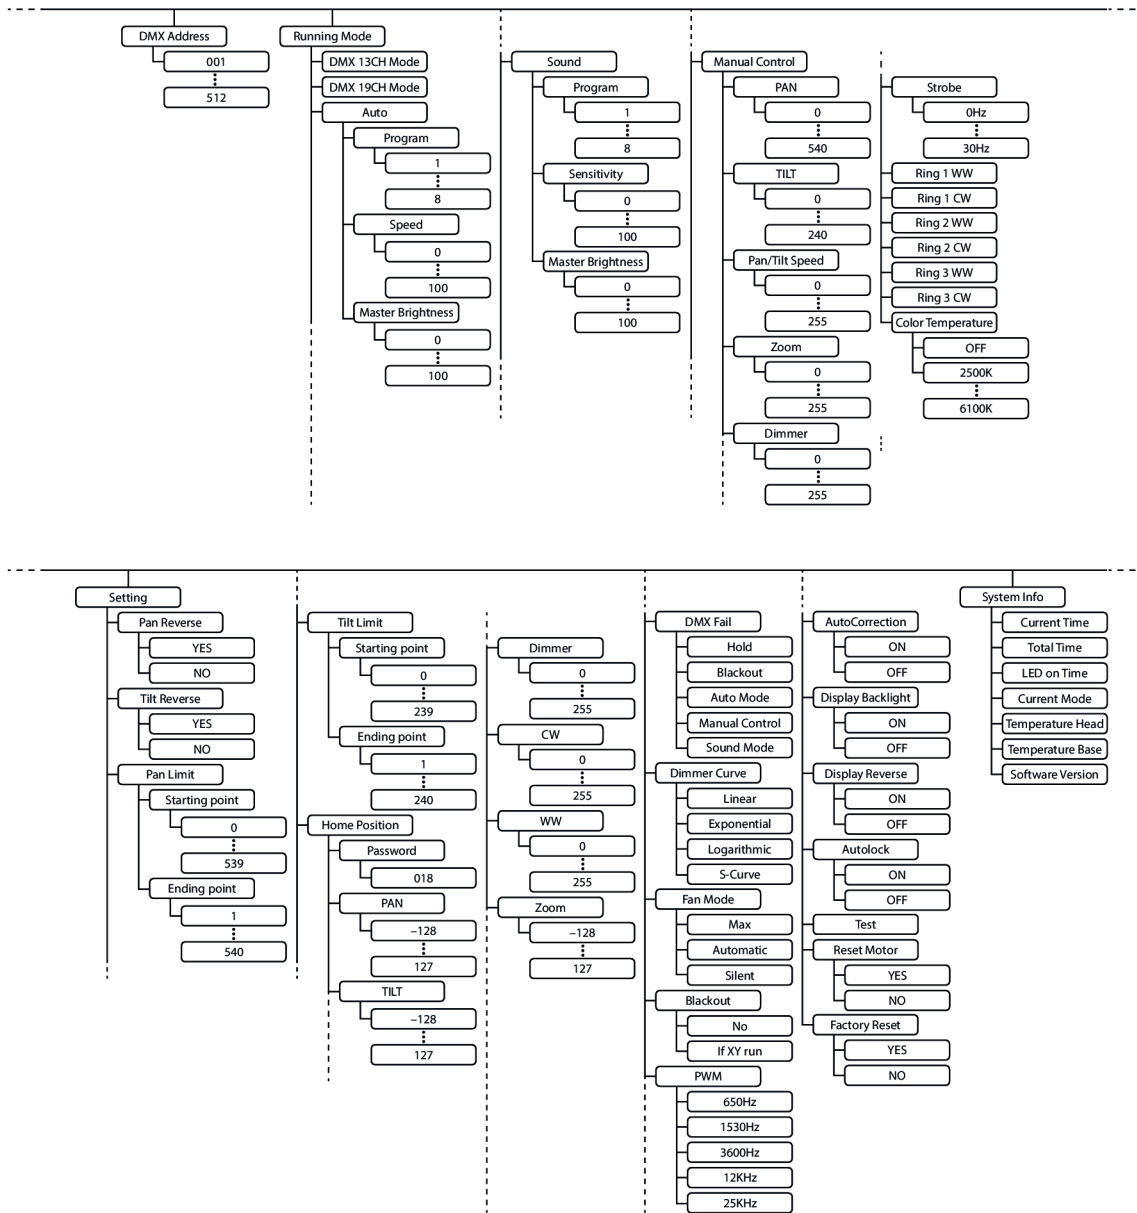 DMX Address
001
512
Running Mode
DMX 13CH Mode
DMX 19CH Mode
Auto
Program
1
8
Speed
0
100
Master Brightness
0
100
Sound
Program
1
8
Sensitivity
0
100
Master Brightness
0
100
Manual Control
PAN
0
540
TILT
0
240
Pan/Tilt Speed
0
255
Zoom
0
255
Dimmer
0
255
Strobe
0Hz
30Hz
Ring 1 WW
Ring 1 CW
Ring 2 WW
Ring 2 CW
Ring 3 WW
Ring 3 CW
Color Temperature
OFF
2500K
6100K
Setting
Pan Reverse
YES
NO
Tilt Reverse
YES
NO
Pan Limit
Starting point
0
539
Ending point
1
540
Tilt Limit
Starting point
0
239
Ending point
1
240
Home Position
Password
018
PAN
–128
127
TILT
–128
127
Dimmer
0
255
CW
0
255
WW
0
255
Zoom
–128
127
DMX Fail
Hold
Blackout
Auto Mode
Manual Control
Sound Mode
Dimmer Curve
Linear
Exponential
Logarithmic
S-Curve
Fan Mode
Max
Automatic
Silent
Blackout
No
If XY run
PWM
650Hz
1530Hz
3600Hz
12KHz
25KHz
AutoCorrection
ON
OFF
Display Backlight
ON
OFF
Display Reverse
ON
OFF
Autolock
ON
OFF
Test
Reset Motor
YES
NO
Factory Reset
YES
NO
System Info
Current Time
Total Time
LED on Time
Current Mode
Temperature Head
Temperature Base
Software Version